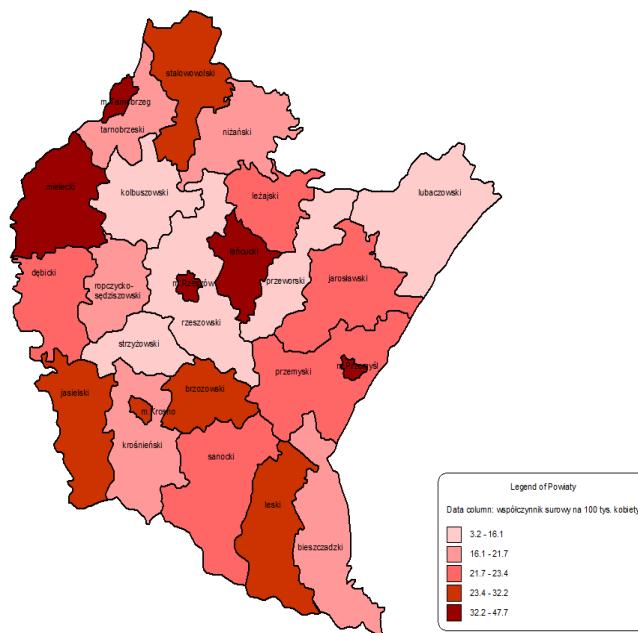 stalowowolski
m.Tarnobrzeg
tarnobrzeski
niżański
mielecki
kolbuszowski
leżajski
lubaczowski
łańcucki
dębicki
ropczycko-
sędziszowski
m.Rzeszów
przeworski
jarosławski
rzeszowski
strzyżowski
jasielski
brzozowski
przemyski
m.Przemyśl
m.Krosno
krośnieński
sanocki
leski
bieszczadzki
Legend of Powiaty
Data column: współczynnik surowy na 100 tys. kobiety
3.2 - 16.1
16.1 - 21.7
21.7 - 23.4
23.4 - 32.2
32.2 - 47.7